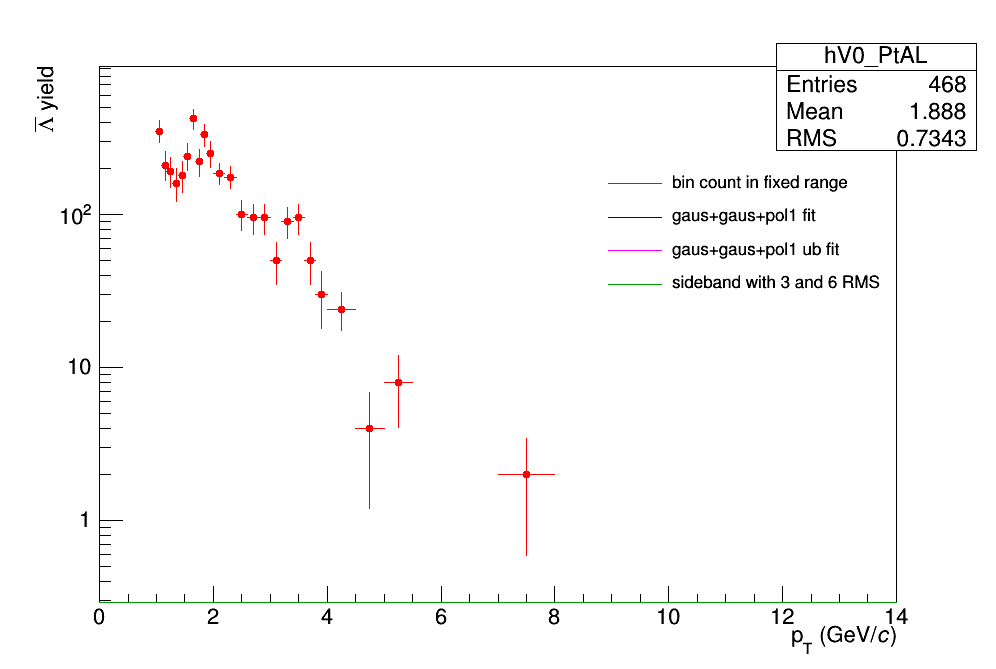 hV0_PtAL
Entries 468
Mean 1.888
RMS 0.7343
Λ̅ yield
bin count in fixed range
gaus+gaus+pol1 fit
gaus+gaus+pol1 ub fit
sideband with 3 and 6 RMS
10²
10
1
0 2 4 6 8 10 12 14
p_T (GeV/c)